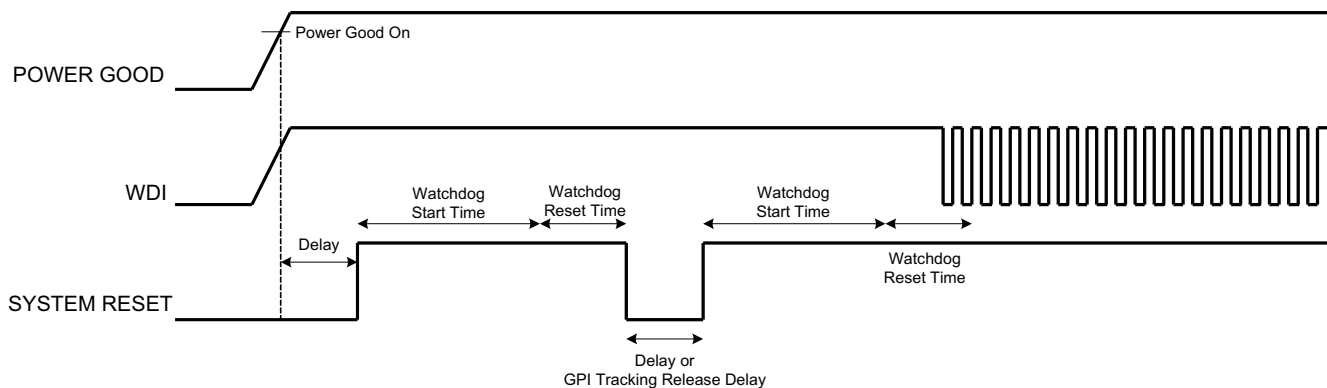 Power Good On
POWER GOOD
WDI
Watchdog
Start Time
Watchdog
Reset Time
Watchdog
Start Time
Delay
Watchdog
Reset Time
SYSTEM RESET
Delay or
GPI Tracking Release Delay